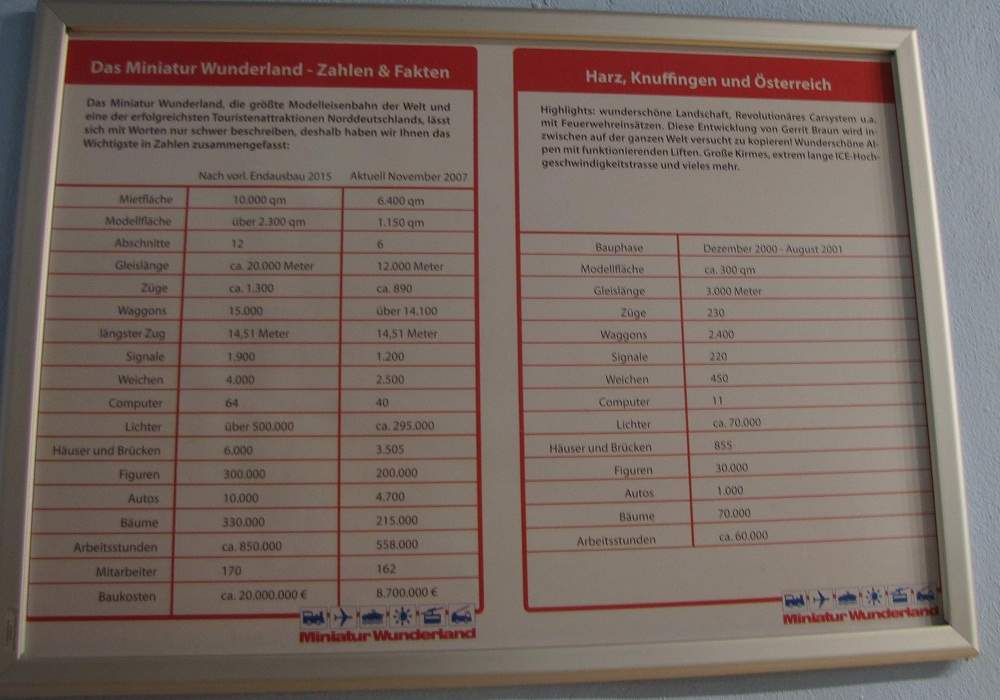 Das Miniatur Wunderland - Zahlen & Fakten
Das Miniatur Wunderland, die größte Modelleisenbahn der Welt und
eine der erfolgreichsten Touristenattraktionen Norddeutschlands, lässt
sich mit Worten nur schwer beschreiben, deshalb haben wir Ihnen das
Wichtigste in Zahlen zusammengefasst:
Nach vorl. Endausbau 2015 Aktuell November 2007
Mietfläche 10.000 qm 6.400 qm
Modellfläche über 2.300 qm 1.150 qm
Abschnitte 12 6
Gleislänge ca. 20.000 Meter 12.000 Meter
Züge ca. 1.300 ca. 890
Waggons 15.000 über 14.100
längster Zug 14,51 Meter 14,51 Meter
Signale 1.900 1.200
Weichen 4.000 2.500
Computer 64 40
Lichter über 500.000 ca. 295.000
Häuser und Brücken 6.000 3.505
Figuren 300.000 200.000
Autos 10.000 4.700
Bäume 330.000 215.000
Arbeitsstunden ca. 850.000 558.000
Mitarbeiter 170 162
Baukosten ca. 20.000.000 € 8.700.000 €
Miniatur Wunderland
Harz, Knuffingen und Österreich
Highlights: wunderschöne Landschaft, Revolutionäres Carsystem u.a.
mit Feuerwehreinsätzen. Diese Entwicklung von Gerrit Braun wird in-
zwischen auf der ganzen Welt versucht zu kopieren! Wunderschöne Al-
pen mit funktionierenden Liften. Große Kirmes, extrem lange ICE-Hoch-
geschwindigkeitstrasse und vieles mehr.
Bauphase Dezember 2000 - August 2001
Modellfläche ca. 300 qm
Gleislänge 3.000 Meter
Züge 230
Waggons 2.400
Signale 220
Weichen 450
Computer 11
Lichter ca. 70.000
Häuser und Brücken 855
Figuren 30.000
Autos 1.000
Bäume 70.000
Arbeitsstunden ca. 60.000
Miniatur Wunderland